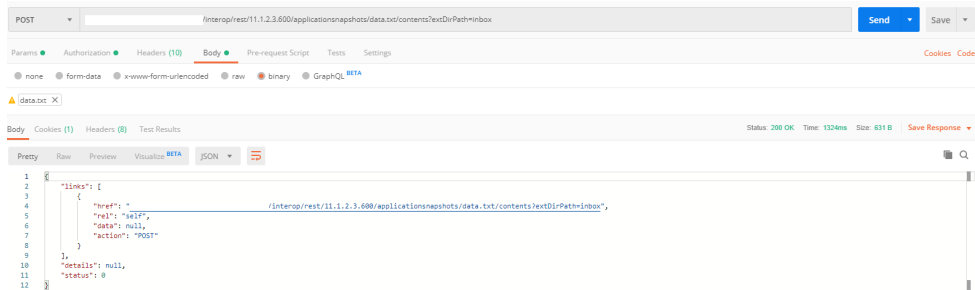 POST /interop/rest/11.1.2.3.600/applicationsnapshots/data.txt/contents?extDirPath=inbox Send Save
Params Authorization Headers (10) Body Pre-request Script Tests Settings Cookies Code
none form-data x-www-form-urlencoded raw binary GraphQL BETA
data.txt X
Body Cookies (1) Headers (8) Test Results Status: 200 OK Time: 1324ms Size: 631 B Save Response
Pretty Raw Preview Visualize BETA JSON
1 {
2 "links": [
3 {
4 "href": " /interop/rest/11.1.2.3.600/applicationsnapshots/data.txt/contents?extDirPath=inbox",
5 "rel": "self",
6 "data": null,
7 "action": "POST"
8 }
9 ],
10 "details": null,
11 "status": 0
12 }